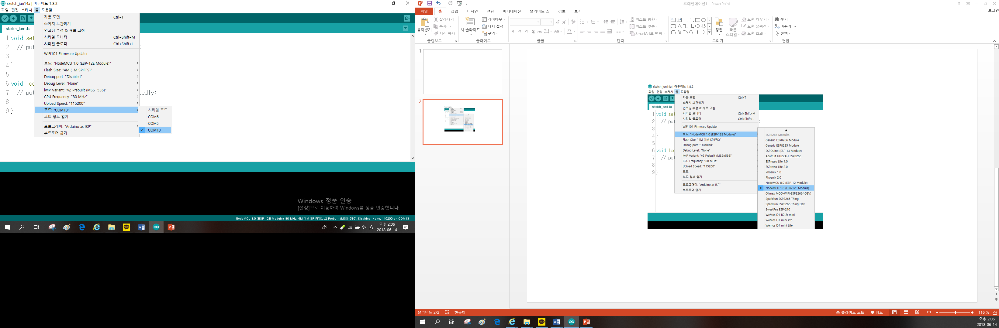 sketch_jun14a | 아두이노 1.8.2
파일 편집 스케치 툴 도움말
sketch_jun14a
자동 포맷 Ctrl+T
스케치 보관하기
인코딩 수정 & 새로 고침
시리얼 모니터 Ctrl+Shift+M
시리얼 플로터 Ctrl+Shift+L
WiFi101 Firmware Updater
보드: "NodeMCU 1.0 (ESP-12E Module)"
Flash Size: "4M (1M SPIFFS)"
Debug port: "Disabled"
Debug Level: "None"
lwIP Variant: "v2 Prebuilt (MSS=536)"
CPU Frequency: "80 MHz"
Upload Speed: "115200"
포트: "COM13"
보드 정보 얻기
프로그래머: "Arduino as ISP"
부트로더 굽기
시리얼 포트
COM6
COM5
COM13
1 void set
2 // put :
3
4 }
5
6 void loo
7 // put tedly:
8
9 }
Windows 정품 인증
[설정]으로 이동하여 Windows를 정품 인증합니다.
NodeMCU 1.0 (ESP-12E Module), 80 MHz, 4M (1M SPIFFS), v2 Prebuilt (MSS=536), Disabled, None, 115200 on COM13
TALK
A
오후 2:06
2018-06-14
프레젠테이션1 - PowerPoint
파일 홈 삽입 디자인 전환 애니메이션 슬라이드 쇼 검토 보기
로그인
붙여넣기
잘라내기
복사
서식 복사
클립보드
새 슬라이드
레이아웃
다시 설정
구역
슬라이드
글꼴
텍스트 방향
텍스트 맞춤
SmartArt로 변환
단락
정렬
빠른 스타일
도형 채우기
도형 윤곽선
도형 효과
그리기
찾기
바꾸기
선택
편집
1
2
sketch_jun14a | 아두이노 1.8.2
파일 편집 스케치 툴 도움말
sketch_jun14a
자동 포맷 Ctrl+T
스케치 보관하기
인코딩 수정 & 새로 고침
시리얼 모니터 Ctrl+Shift+M
시리얼 플로터 Ctrl+Shift+L
WiFi101 Firmware Updater
보드: "NodeMCU 1.0 (ESP-12E Module)"
Flash Size: "4M (1M SPIFFS)"
Debug port: "Disabled"
Debug Level: "None"
lwIP Variant: "v2 Prebuilt (MSS=536)"
CPU Frequency: "80 MHz"
Upload Speed: "115200"
포트
보드 정보 얻기
프로그래머: "Arduino as ISP"
부트로더 굽기
1 void set
2 // put :
3
4 }
5
6 void loo
7 // put
8
9 }
ESP8266 Modules
Generic ESP8266 Module
Generic ESP8285 Module
ESPDuino (ESP-13 Module)
Adafruit HUZZAH ESP8266
ESPresso Lite 1.0
ESPresso Lite 2.0
Phoenix 1.0
Phoenix 2.0
NodeMCU 0.9 (ESP-12 Module)
NodeMCU 1.0 (ESP-12E Module)
Olimex MOD-WIFI-ESP8266(-DEV)
SparkFun ESP8266 Thing
SparkFun ESP8266 Thing Dev
SweetPea ESP-210
WeMos D1 R2 & mini
WeMos D1 mini Pro
Wemos D1 mini Lite
슬라이드 2/2 한국어
슬라이드 노트 메모 116 %
TALK
오후 2:06
2018-06-14